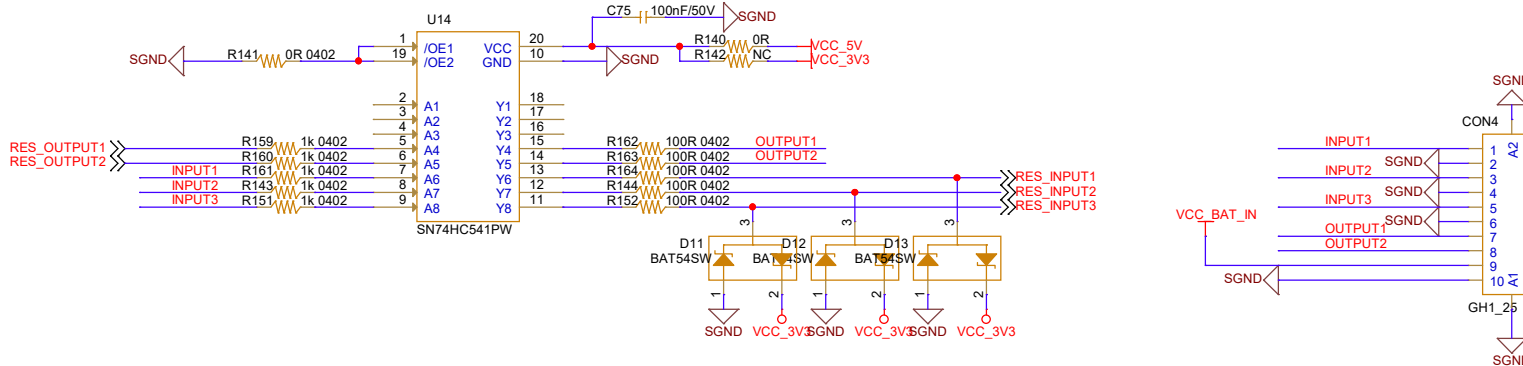 C75 100nF/50V SGND
U14
R141 0R 0402
SGND
1 /OE1 VCC 20
19 /OE2 GND 10
SGND
R140 0R VCC_5V
R142 NC VCC_3V3
2 A1 Y1 18
3 A2 Y2 17
4 A3 Y3 16
RES_OUTPUT1 R159 1k 0402 5 A4 Y4 15 R162 100R 0402 OUTPUT1
RES_OUTPUT2 R160 1k 0402 6 A5 Y5 14 R163 100R 0402 OUTPUT2
INPUT1 R161 1k 0402 7 A6 Y6 13 R164 100R 0402 RES_INPUT1
INPUT2 R143 1k 0402 8 A7 Y7 12 R144 100R 0402 RES_INPUT2
INPUT3 R151 1k 0402 9 A8 Y8 11 R152 100R 0402 RES_INPUT3
SN74HC541PW
3 3 3
D11 D12 D13
BAT54SW BAT54SW BAT54SW
1 2 1 2 1 2
SGND VCC_3V3 SGND VCC_3V3 SGND VCC_3V3
SGND
CON4
A2
INPUT1 1
SGND 2
INPUT2 3
SGND 4
INPUT3 5
SGND 6
OUTPUT1 7
OUTPUT2 8
VCC_BAT_IN 9
SGND 10
A1
GH1_25
SGND